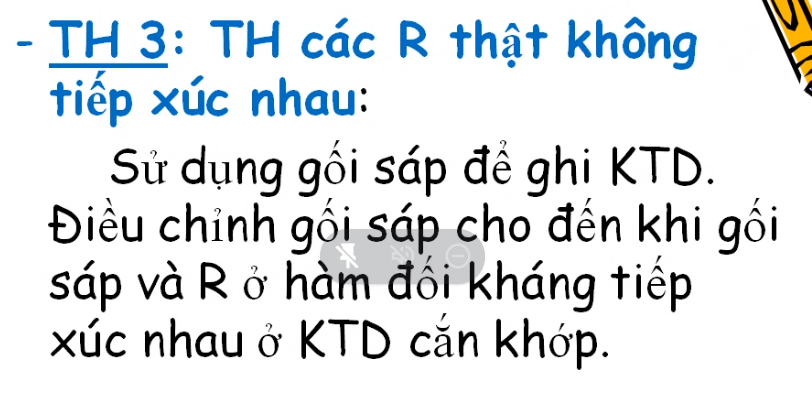 - TH 3: TH các R thật không
tiếp xúc nhau:
Sử dụng gối sáp để ghi KTD.
Điều chỉnh gối sáp cho đến khi gối
sáp và R ở hàm đối kháng tiếp
xúc nhau ở KTD cắn khớp.